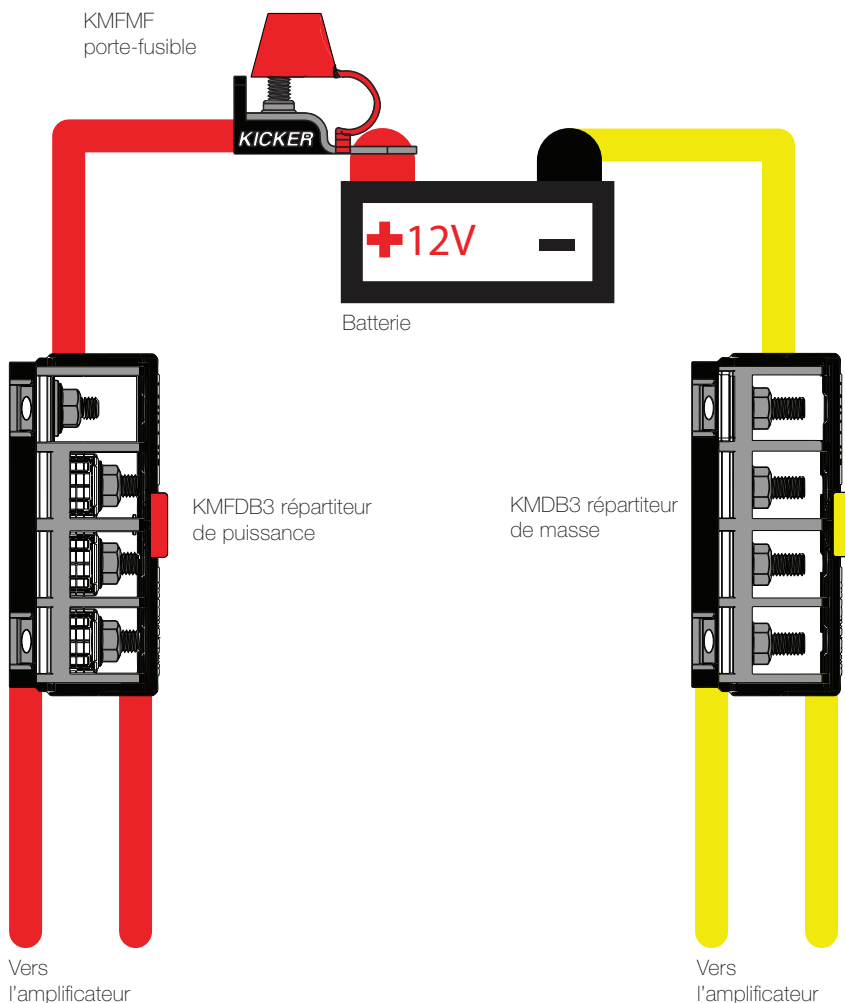 KMFMF
porte-fusible
KICKER
+12V
−
Batterie
KMFDB3 répartiteur
de puissance
KMDB3 répartiteur
de masse
Vers
l’amplificateur
Vers
l’amplificateur